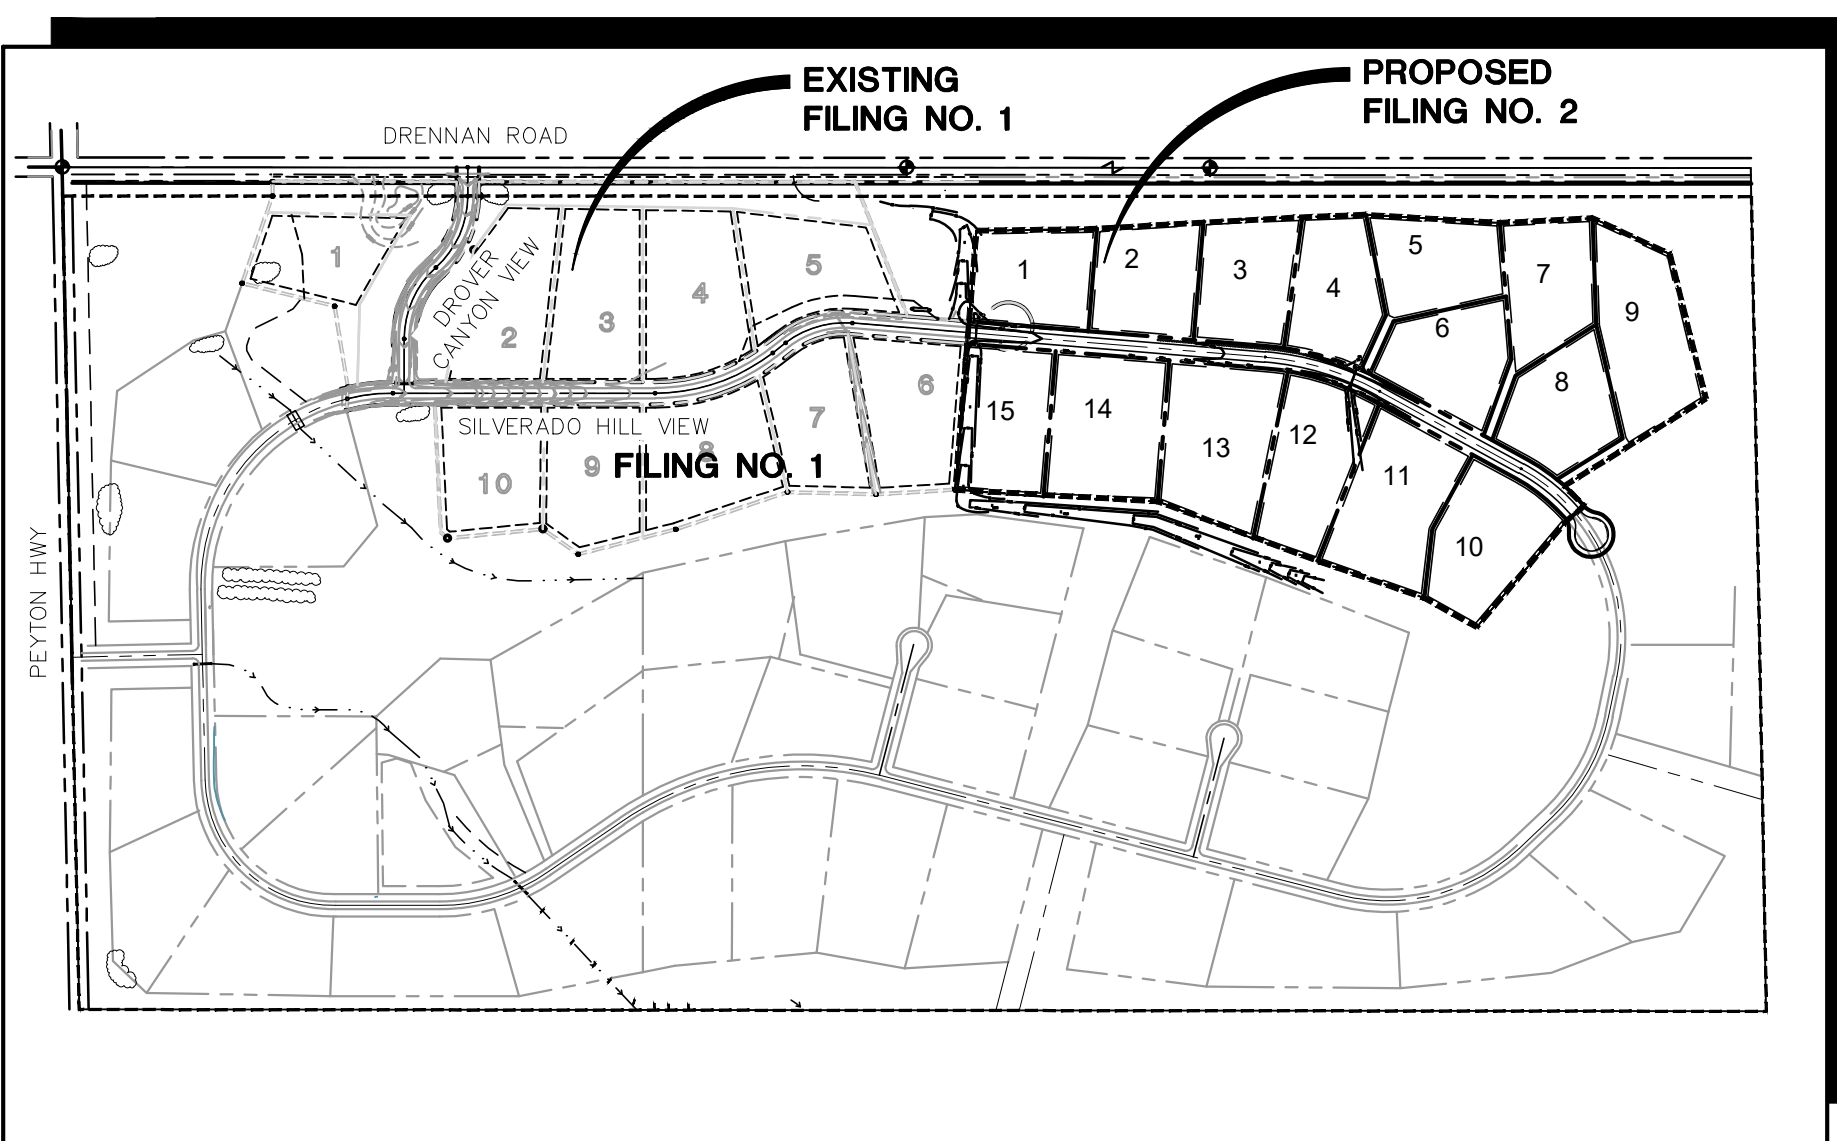 EXISTING
FILING NO. 1
PROPOSED
FILING NO. 2
DRENNAN ROAD
DROVER
CANYON VIEW
1
2
3
4
5
6
7
8
9
10
SILVERADO HILL VIEW
FILING NO. 1
1
2
3
4
5
6
7
8
9
10
11
12
13
14
15
PEYTON HWY